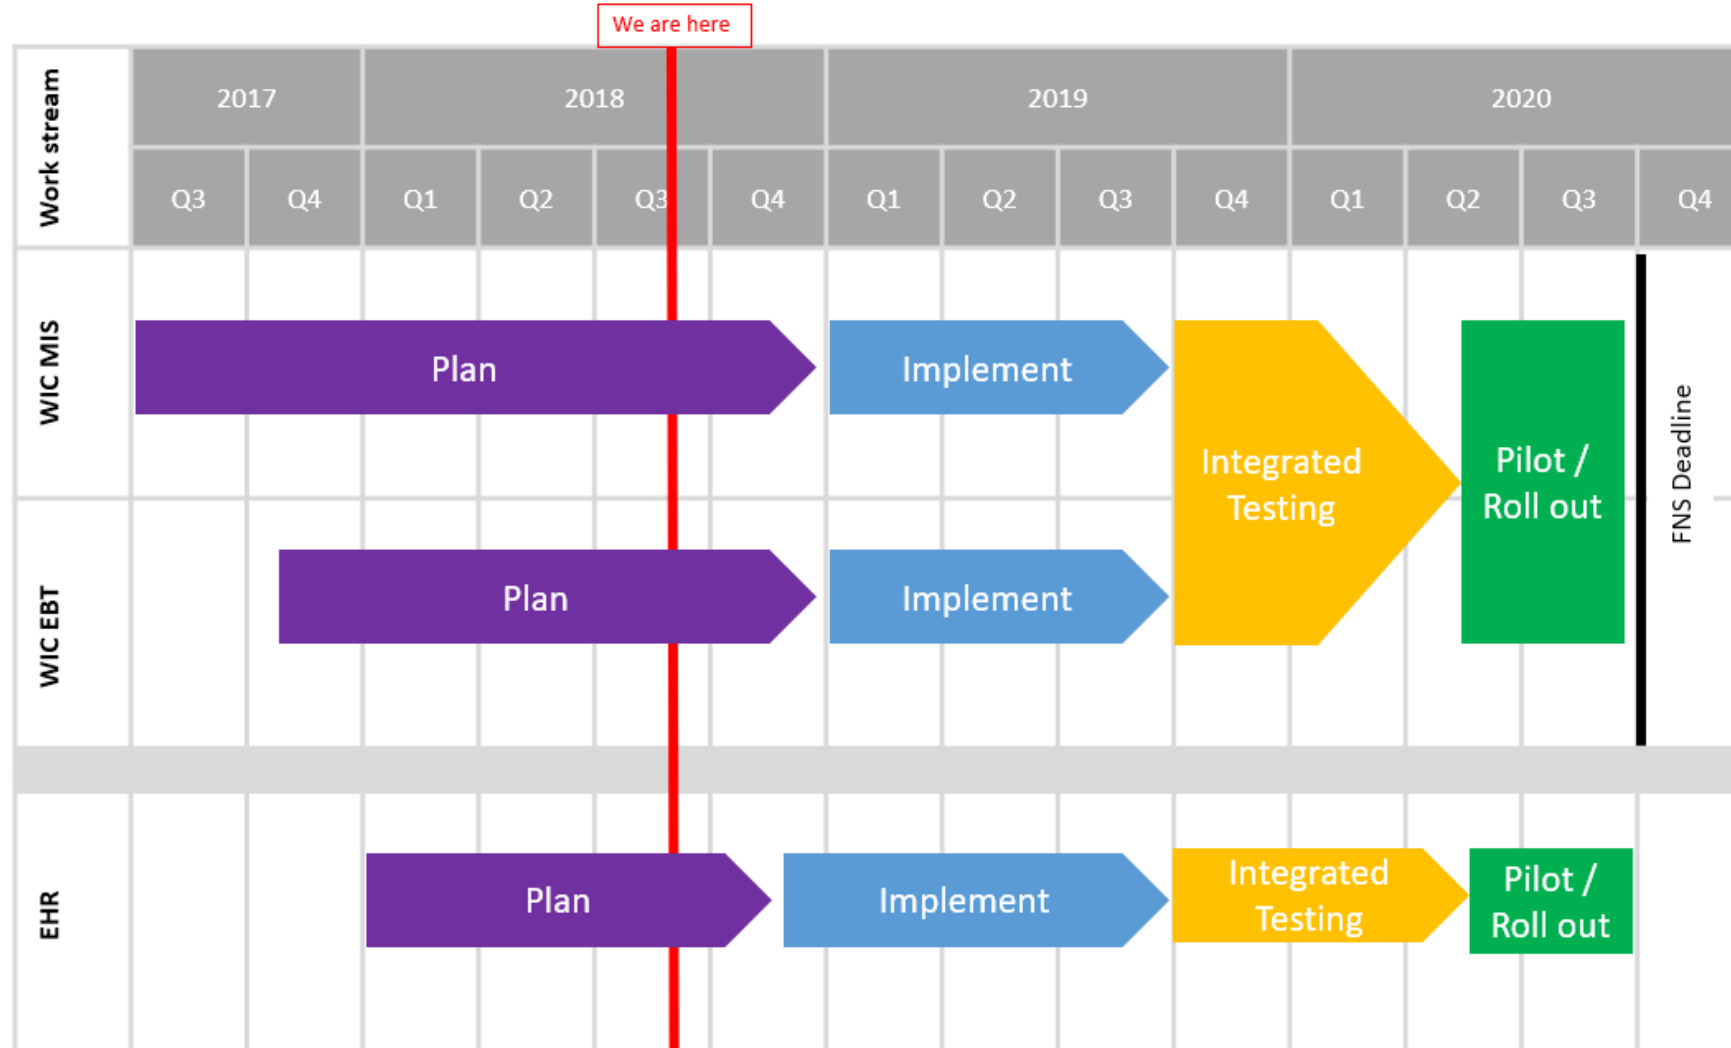 We are here
Work stream
2017
2018
2019
2020
Q3
Q4
Q1
Q2
Q3
Q4
Q1
Q2
Q3
Q4
Q1
Q2
Q3
Q4
WIC MIS
Plan
Implement
Integrated
Testing
Pilot /
Roll out
FNS Deadline
WIC EBT
Plan
Implement
EHR
Plan
Implement
Integrated
Testing
Pilot /
Roll out